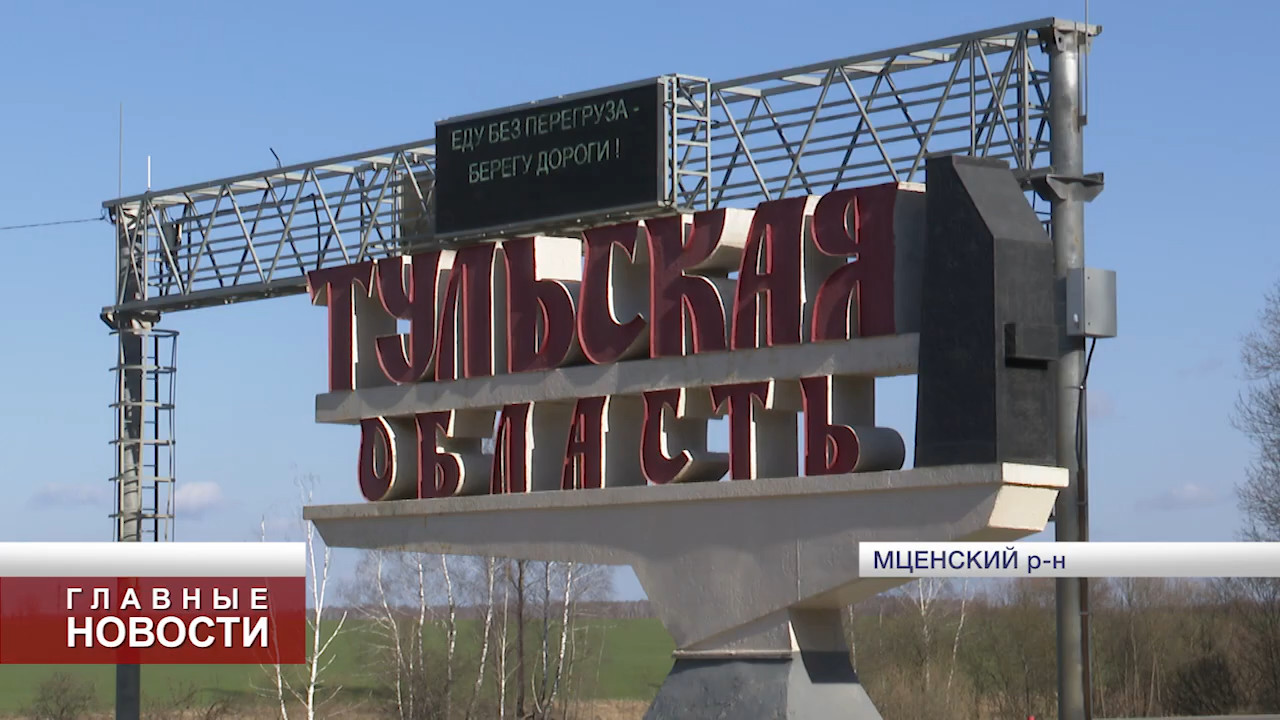 ЕДУ БЕЗ ПЕРЕГРУЗА -
БЕРЕГУ ДОРОГИ !
ТУЛЬСКАЯ
ОБЛАСТЬ
МЦЕНСКИЙ р-н
ГЛАВНЫЕ
НОВОСТИ